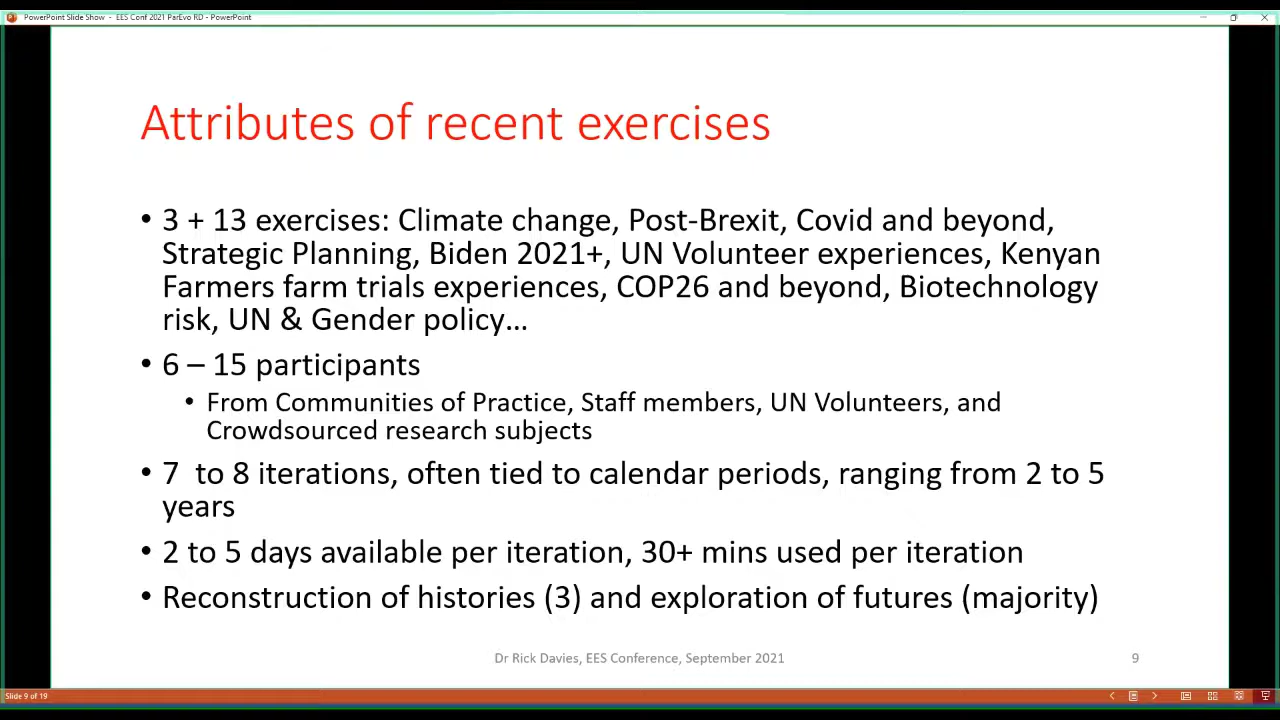 PowerPoint Slide Show - EES Conf 2021 ParEvo RD - PowerPoint
Attributes of recent exercises
• 3 + 13 exercises: Climate change, Post-Brexit, Covid and beyond,
Strategic Planning, Biden 2021+, UN Volunteer experiences, Kenyan
Farmers farm trials experiences, COP26 and beyond, Biotechnology
risk, UN & Gender policy…
• 6 – 15 participants
• From Communities of Practice, Staff members, UN Volunteers, and
Crowdsourced research subjects
• 7 to 8 iterations, often tied to calendar periods, ranging from 2 to 5
years
• 2 to 5 days available per iteration, 30+ mins used per iteration
• Reconstruction of histories (3) and exploration of futures (majority)
Dr Rick Davies, EES Conference, September 2021
9
Slide 9 of 19